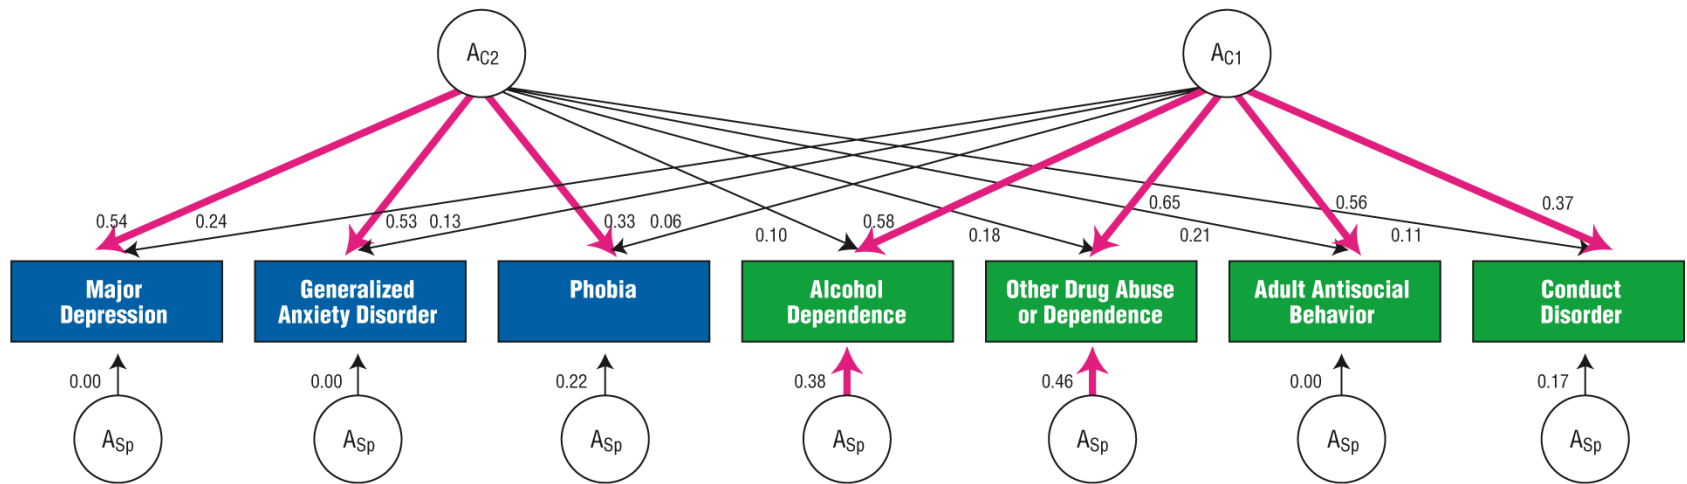 AC2
AC1
0.54
0.24
0.53
0.13
0.33
0.06
0.10
0.58
0.18
0.65
0.21
0.56
0.11
0.37
Major
Depression
Generalized
Anxiety Disorder
Phobia
Alcohol
Dependence
Other Drug Abuse
or Dependence
Adult Antisocial
Behavior
Conduct
Disorder
0.00
0.00
0.22
0.38
0.46
0.00
0.17
ASp
ASp
ASp
ASp
ASp
ASp
ASp